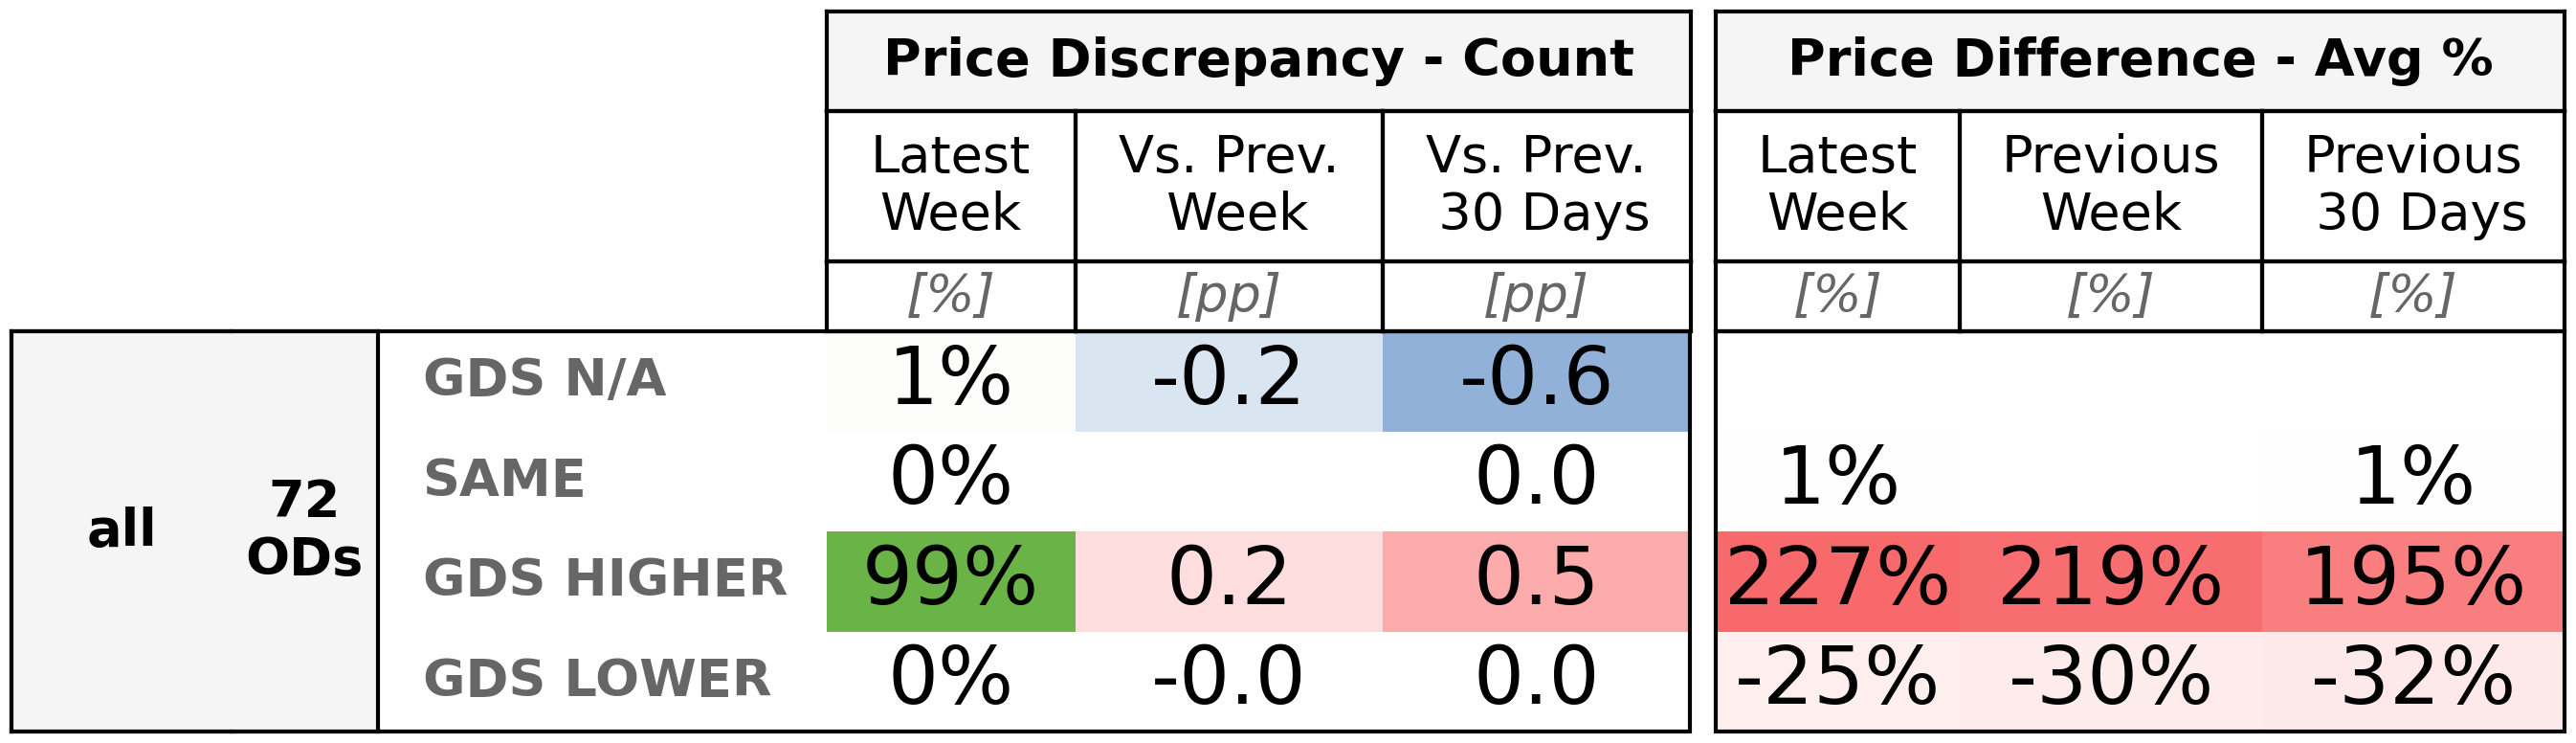 Price Discrepancy - Count Price Difference - Avg %
Latest Vs. Prev. Vs. Prev. Latest Previous Previous
Week Week 30 Days Week Week 30 Days
[%] [pp] [pp] [%] [%] [%]
GDS N/A 1% -0.2 -0.6
SAME 0% 0.0 1% 1%
all 72
ODs
GDS HIGHER 99% 0.2 0.5 227% 219% 195%
GDS LOWER 0% -0.0 0.0 -25% -30% -32%